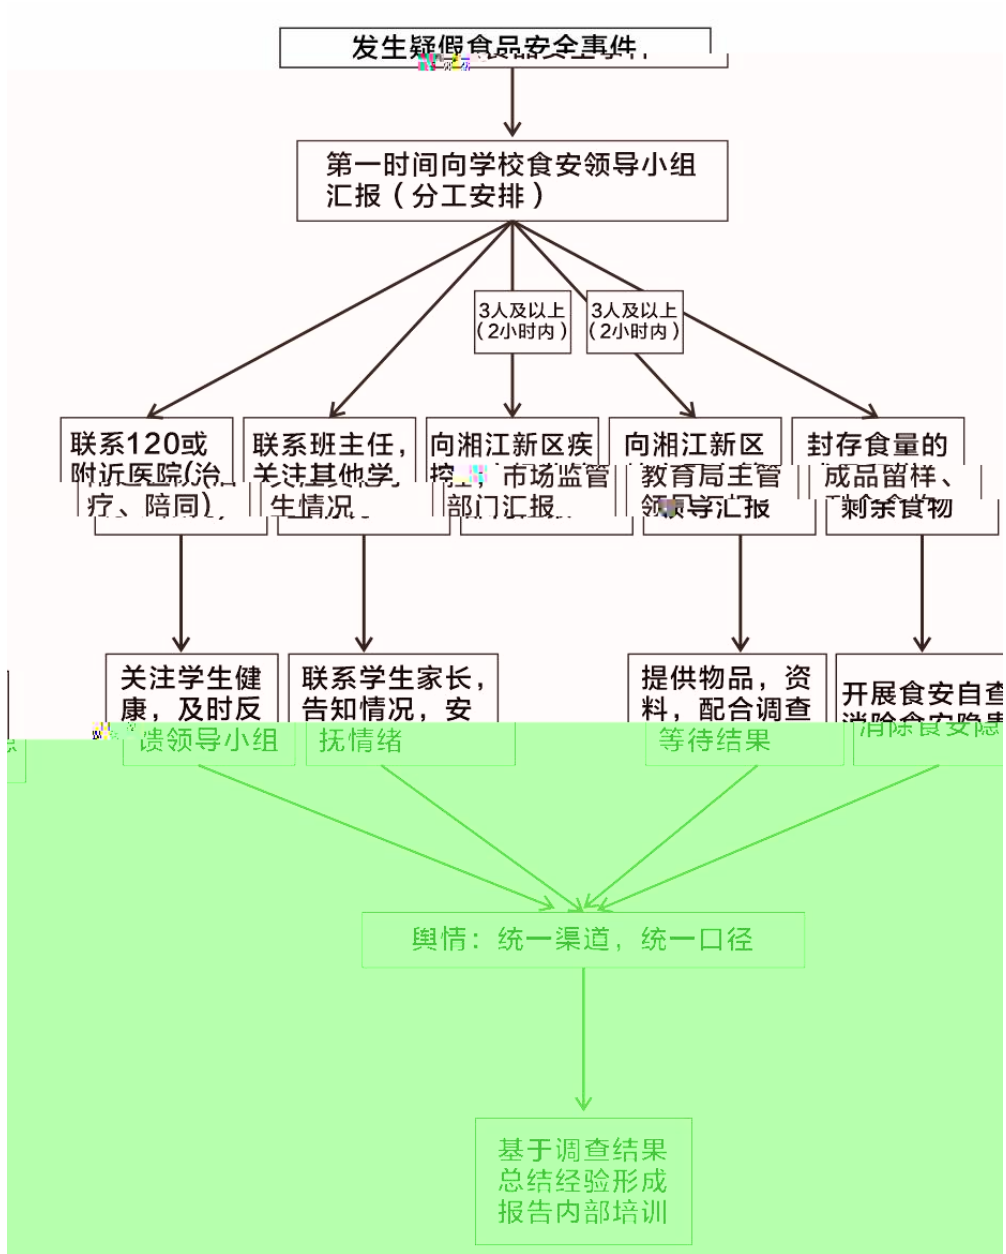 发生疑假食品安全事件
第一时间向学校食安领导小组
汇报（分工安排）
3人及以上
（2小时内）
3人及以上
（2小时内）
联系120或
附近医院(治
疗、陪同)
联系班主任，
关注其他学
生情况
向湘江新区疾
控，市场监管
部门汇报
向湘江新区
教育局主管
领导汇报
封存食量的
成品留样、
剩余食物
关注学生健
康，及时反
馈领导小组
联系学生家长，
告知情况，安
抚情绪
提供物品，资
料，配合调查
等待结果
开展食安自查
消除食安隐患
舆情：统一渠道，统一口径
基于调查结果
总结经验形成
报告内部培训